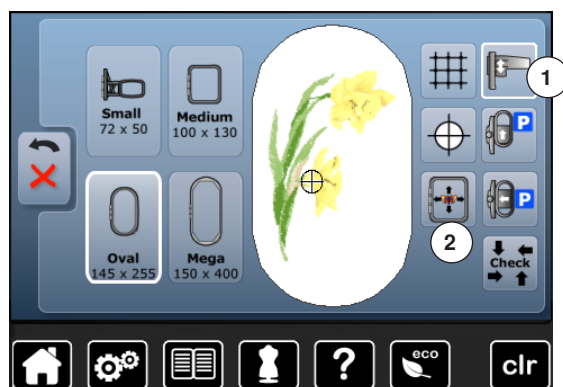 Small
72 x 50
Medium
100 x 130
1
P
Oval
145 x 255
Mega
150 x 400
2
P
Check
?
eco
clr